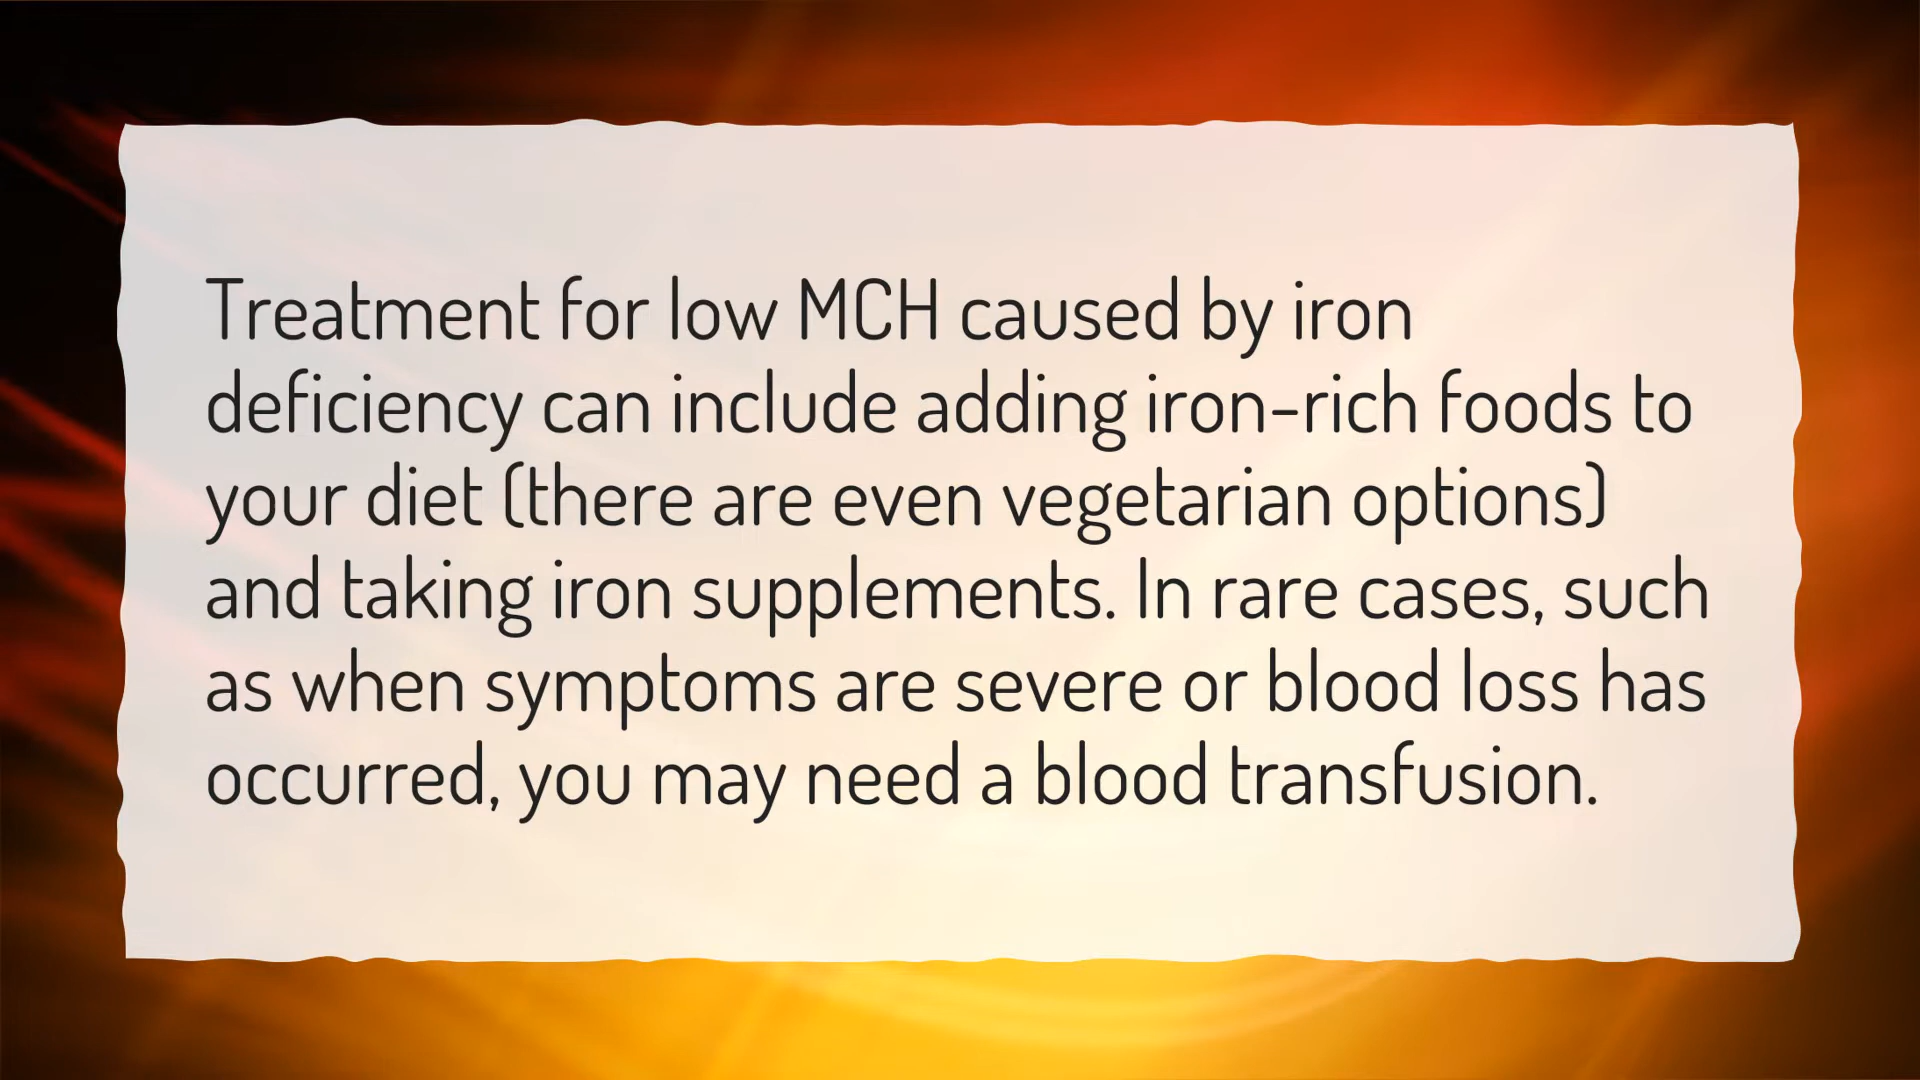 Treatment for low MCH caused by iron
deficiency can include adding iron-rich foods to
your diet (there are even vegetarian options)
and taking iron supplements. In rare cases, such
as when symptoms are severe or blood loss has
occurred, you may need a blood transfusion.